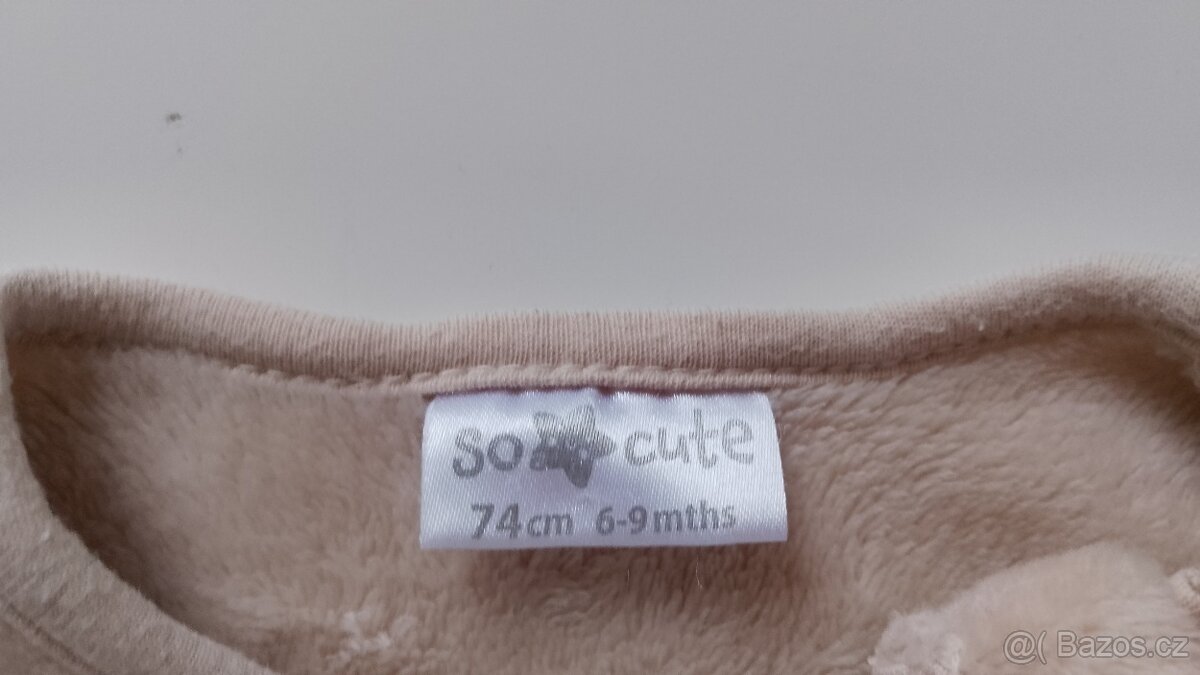 so cute
74cm 6-9mths
@( Bazos.cz